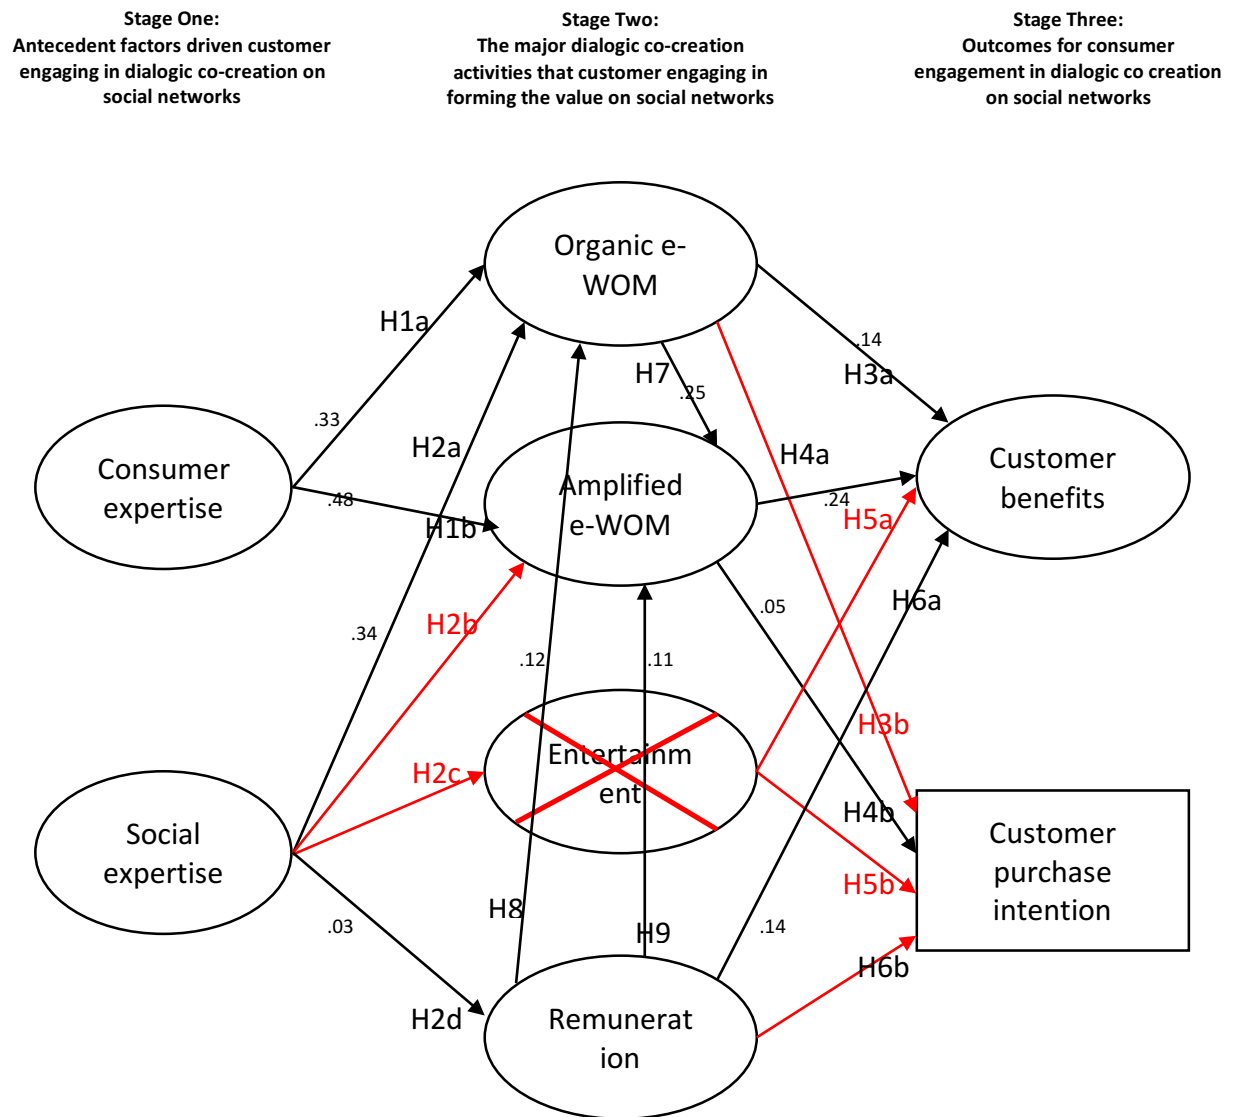 Stage One:
Antecedent factors driven customer
engaging in dialogic co-creation on
social networks
Stage Two:
The major dialogic co-creation
activities that customer engaging in
forming the value on social networks
Stage Three:
Outcomes for consumer
engagement in dialogic co creation
on social networks
Organic e-
WOM
H1a
.14
H3a
H7
.25
.33
H2a
H4a
Consumer
expertise
Amplified
e-WOM
Customer
benefits
.48
H1b
.24
H5a
H6a
.05
H2b
.34
.12
.11
H3b
Entertainm
ent
H2c
H4b
Social
expertise
Customer
purchase
intention
H5b
H8
.03
H9
.14
H6b
H2d
Remunerat
ion